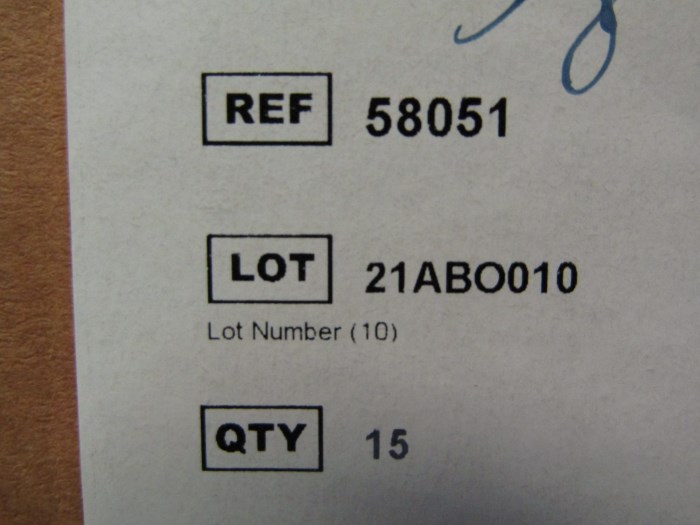 REF 58051
LOT 21ABO010
Lot Number (10)
QTY 15